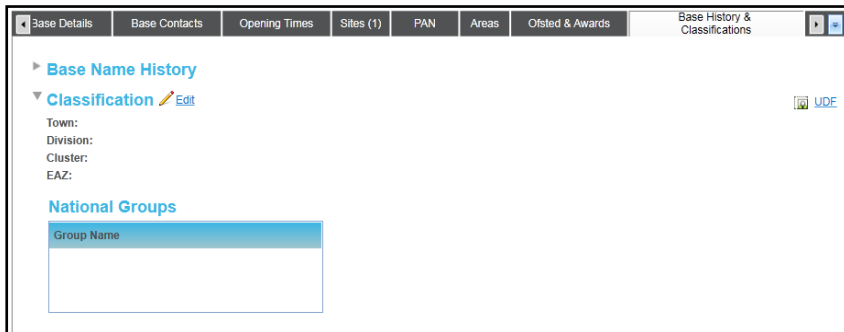 Base Details Base Contacts Opening Times Sites (1) PAN Areas Ofsted & Awards Base History &
Classifications
Base Name History
Classification Edit UDF
Town:
Division:
Cluster:
EAZ:
National Groups
Group Name